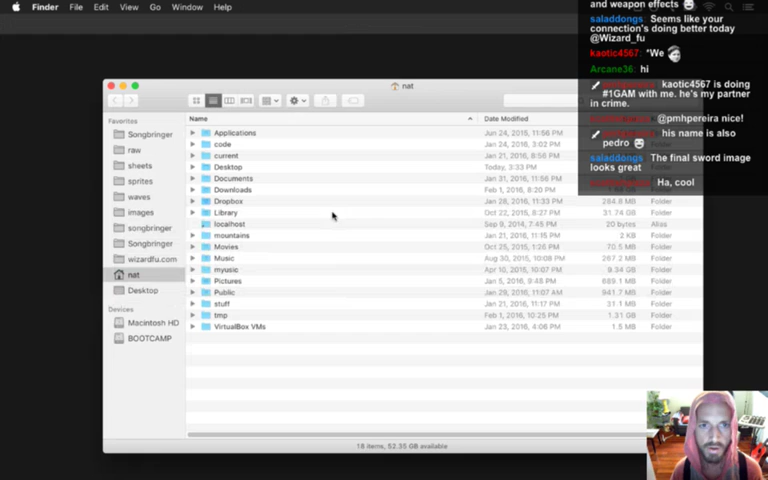 Finder File Edit View Go Window Help
and weapon effects
saladdongs: Seems like your
connection's doing better today
@Wizard_fu
kaotic4567: *We
Arcane36: hi
kaotic4567 is doing
#1GAM with me. he's my partner
in crime.
@pmhpereira nice!
his name is also
pedro
saladdongs: The final sword image
looks great
Ha, cool
nat
Name Date Modified
Favorites
Songbringer
raw
sheets
sprites
waves
images
songbringer
Songbringer
wizardfu.com
nat
Desktop
Devices
Macintosh HD
BOOTCAMP
Applications Jun 24, 2015, 11:56 PM Folder
code Jan 24, 2016, 3:02 PM Folder
current Jan 21, 2016, 8:56 PM Folder
Desktop Today, 3:33 PM Folder
Documents Jan 31, 2016, 11:56 PM Folder
Downloads Feb 1, 2016, 8:20 PM Folder
Dropbox Jan 28, 2016, 11:33 PM 284.8 MB Folder
Library Oct 22, 2015, 8:27 PM 31.74 GB Folder
localhost Sep 9, 2014, 7:45 PM 20 bytes Alias
mountains Jan 21, 2016, 11:15 PM 2 KB Folder
Movies Oct 25, 2015, 1:26 PM 70.5 MB Folder
Music Aug 30, 2015, 10:08 PM 267.2 MB Folder
myusic Apr 10, 2015, 10:07 PM 9.34 GB Folder
Pictures Jan 5, 2016, 9:48 PM 689.1 MB Folder
Public Jan 29, 2016, 11:07 AM 941.7 MB Folder
stuff Jan 21, 2016, 11:17 PM 31.1 MB Folder
tmp Feb 1, 2016, 10:25 PM 1.31 GB Folder
VirtualBox VMs Jan 23, 2016, 4:06 PM 1.5 MB Folder
18 items, 52.35 GB available